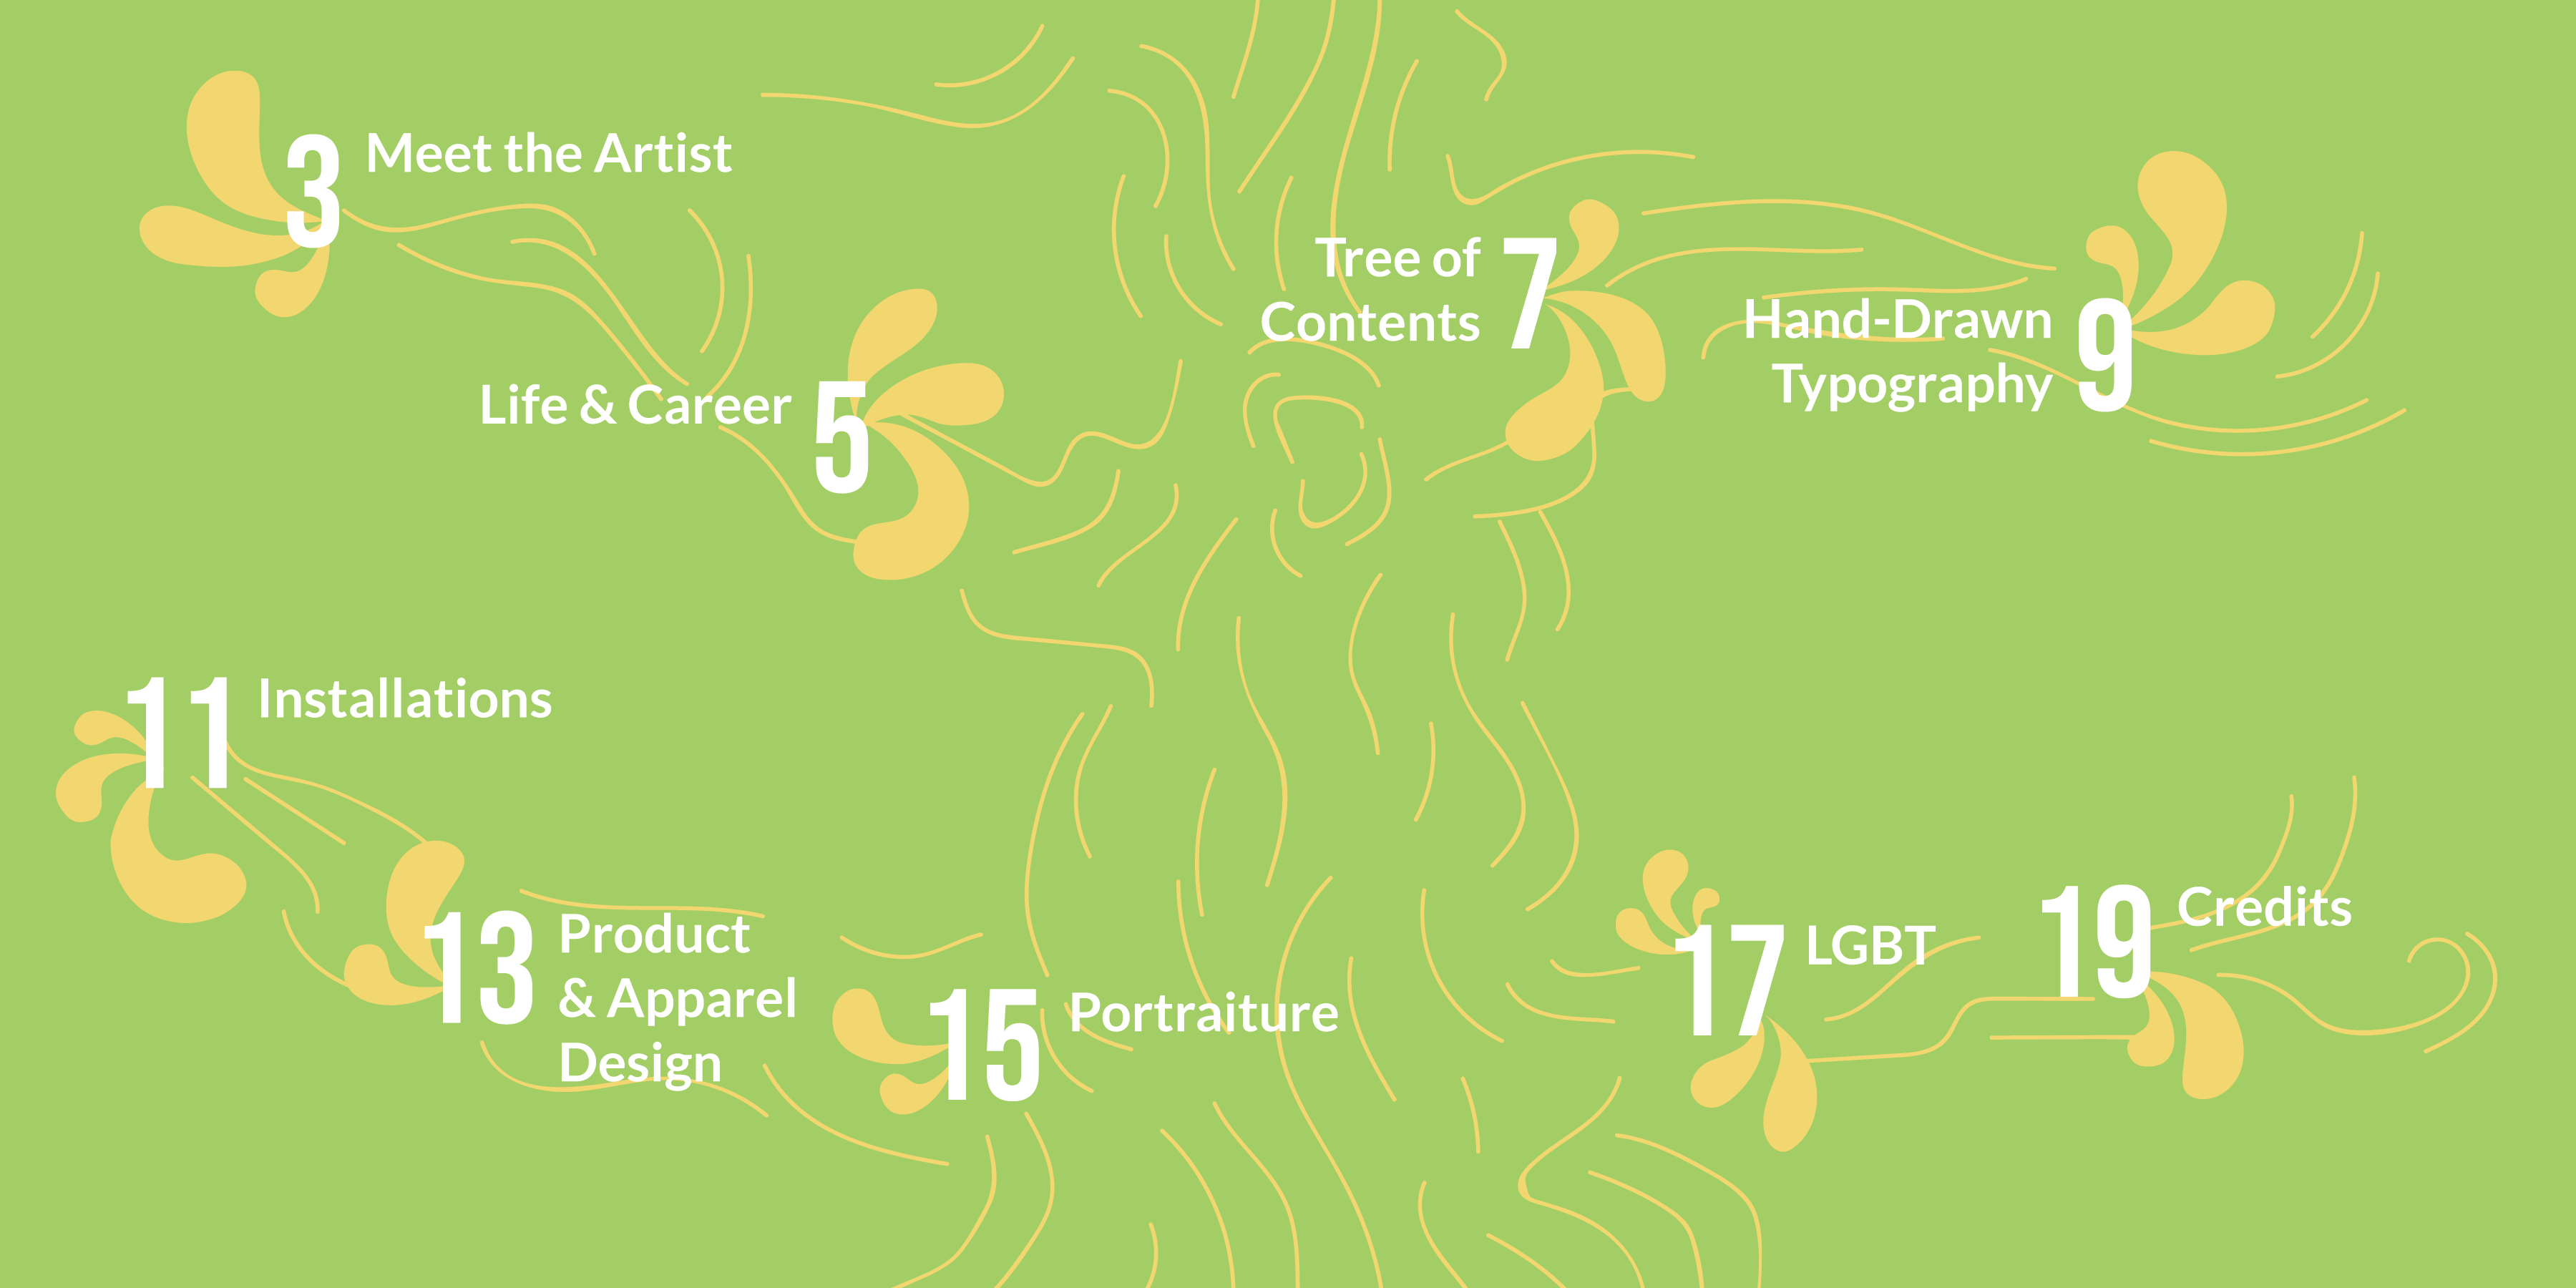 3 Meet the Artist
5 Life & Career
Tree of
Contents 7
Hand-Drawn
Typography 9
11 Installations
13 Product
& Apparel
Design
15 Portraiture
17 LGBT
19 Credits